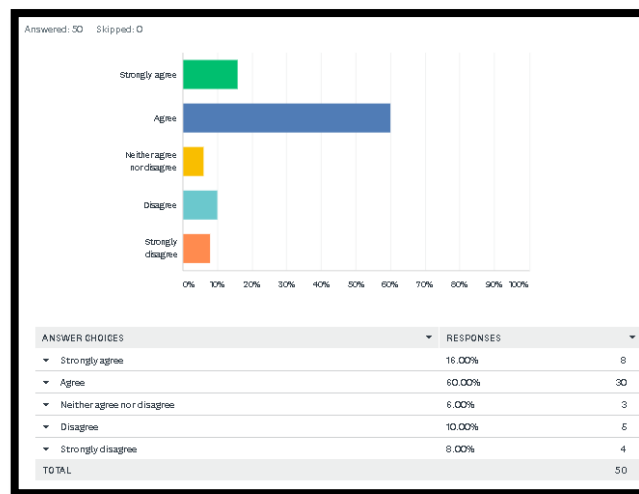 Answered: 50 Skipped: 0
Strongly agree
Agree
Neither agree
nor disagree
Disagree
Strongly
disagree
0% 10% 20% 30% 40% 50% 60% 70% 80% 90% 100%
ANSWER CHOICES RESPONSES
Strongly agree 16.00% 8
Agree 60.00% 30
Neither agree nor disagree 6.00% 3
Disagree 10.00% 5
Strongly disagree 8.00% 4
TOTAL 50